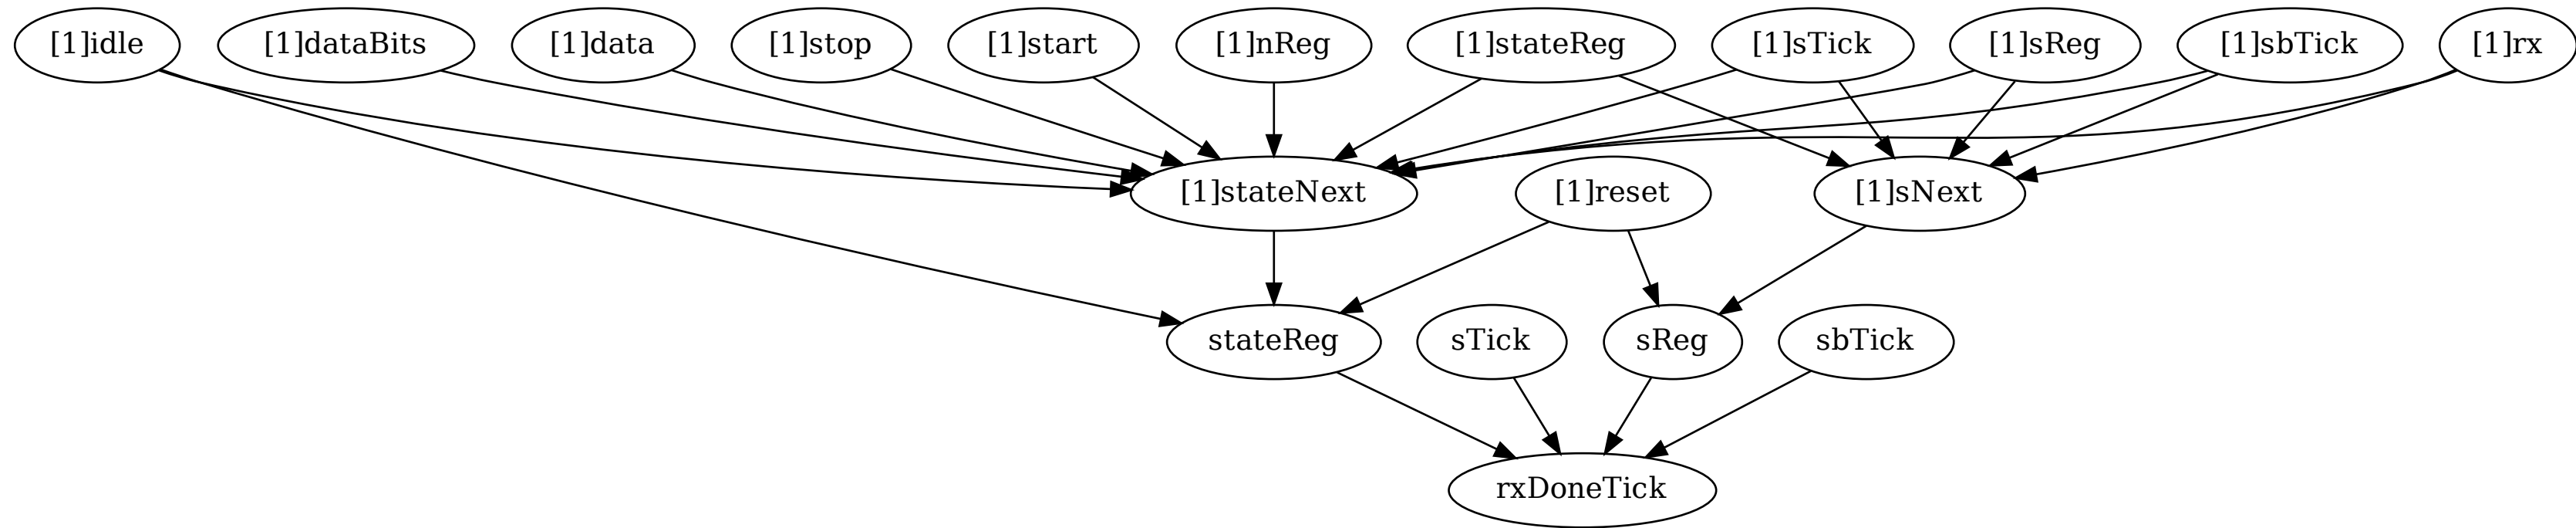 [1]idle
[1]dataBits
[1]data
[1]stop
[1]start
[1]nReg
[1]stateReg
[1]sTick
[1]sReg
[1]sbTick
[1]rx
[1]stateNext
[1]reset
[1]sNext
stateReg
sTick
sReg
sbTick
rxDoneTick